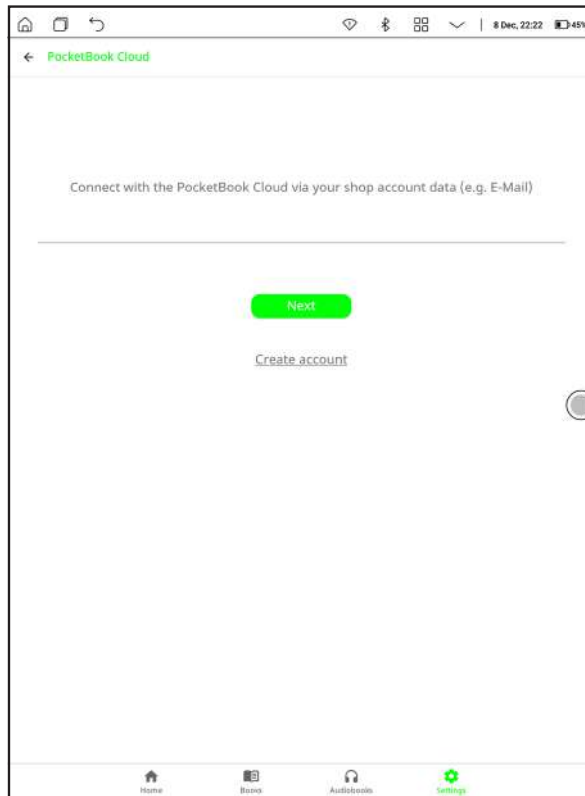 8 Dec, 22:22 45%
PocketBook Cloud
Connect with the PocketBook Cloud via your shop account data (e.g. E-Mail)
Next
Create account
Home Books Audiobooks Settings